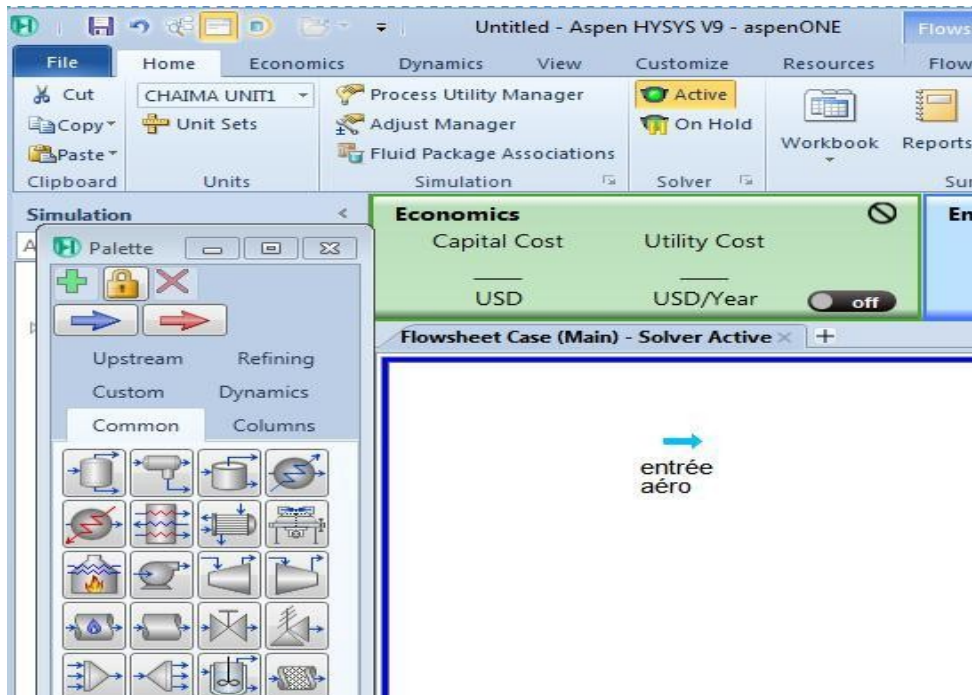 Untitled - Aspen HYSYS V9 - aspenONE
Flows
File Home Economics Dynamics View Customize Resources Flow
Cut
Copy
Paste
Clipboard
CHAIMA UNIT1
Unit Sets
Units
Process Utility Manager
Adjust Manager
Fluid Package Associations
Simulation
Active
On Hold
Solver
Workbook
Reports
Sur
Simulation
A
Palette
Upstream Refining
Custom Dynamics
Common Columns
Economics
Capital Cost Utility Cost
USD USD/Year off
En
Flowsheet Case (Main) - Solver Active
entrée
aéro